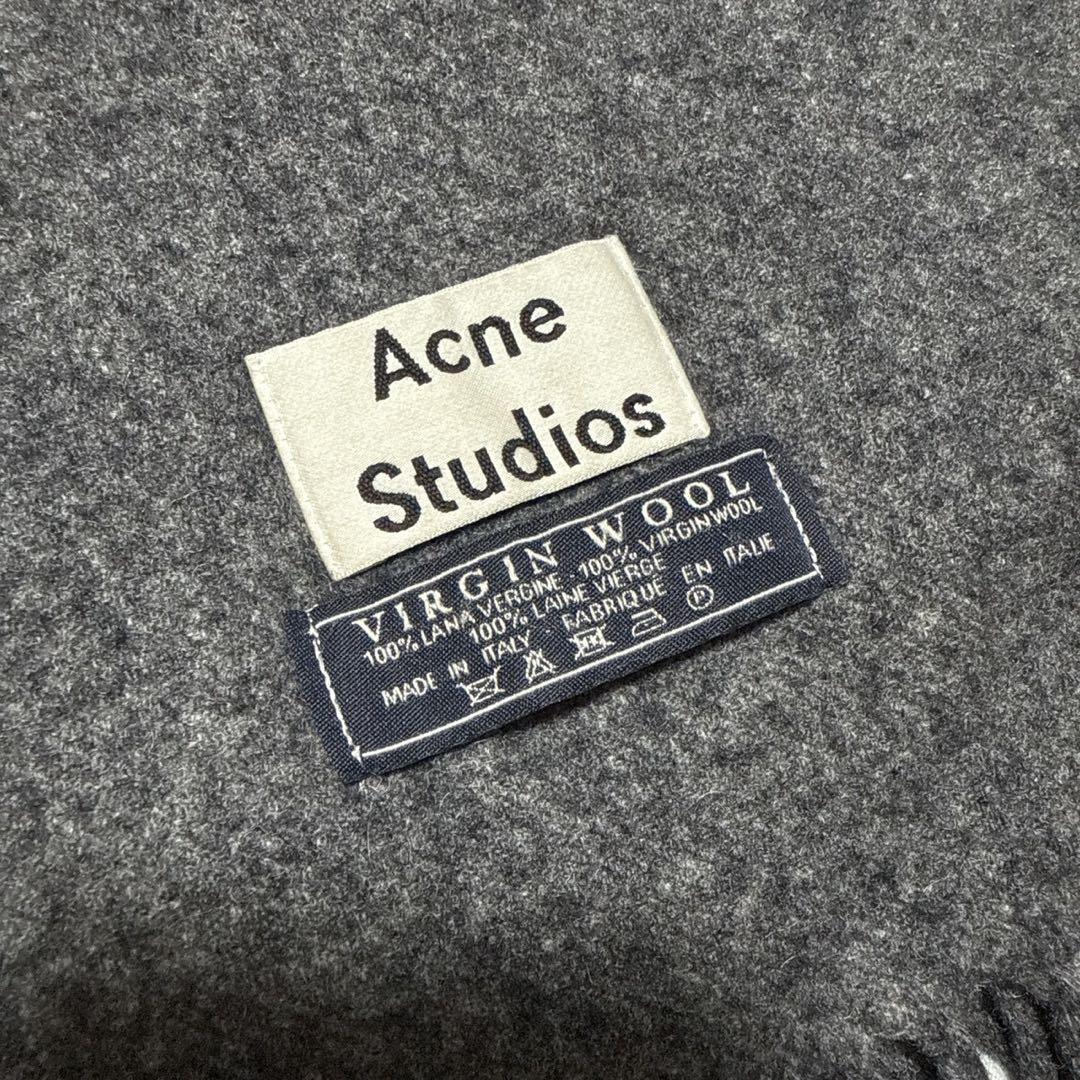 Acne
Studios
VIRGIN WOOL
100% LANA VERGINE - 100% VIRGIN WOOL
100% LAINE VIERGE
MADE IN ITALY - FABRIQUE EN ITALIE
P